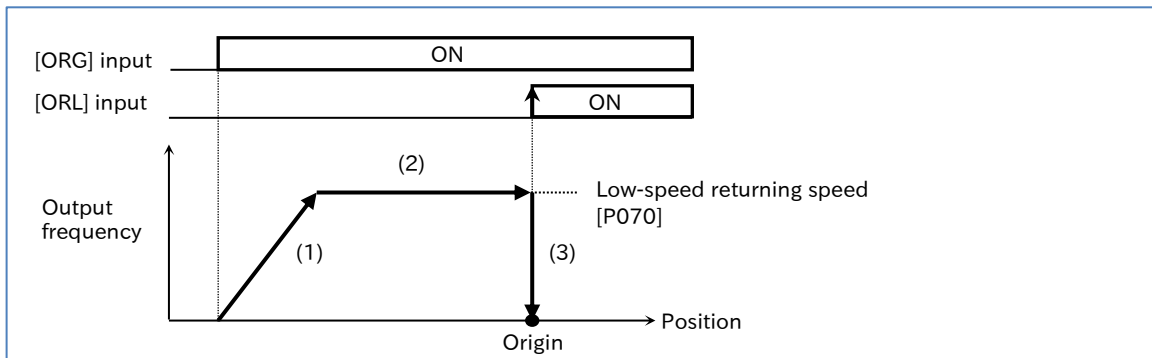 [ORG] input
ON
[ORL] input
ON
(2)
Low-speed returning speed
[P070]
Output
frequency
(1)
(3)
Position
Origin